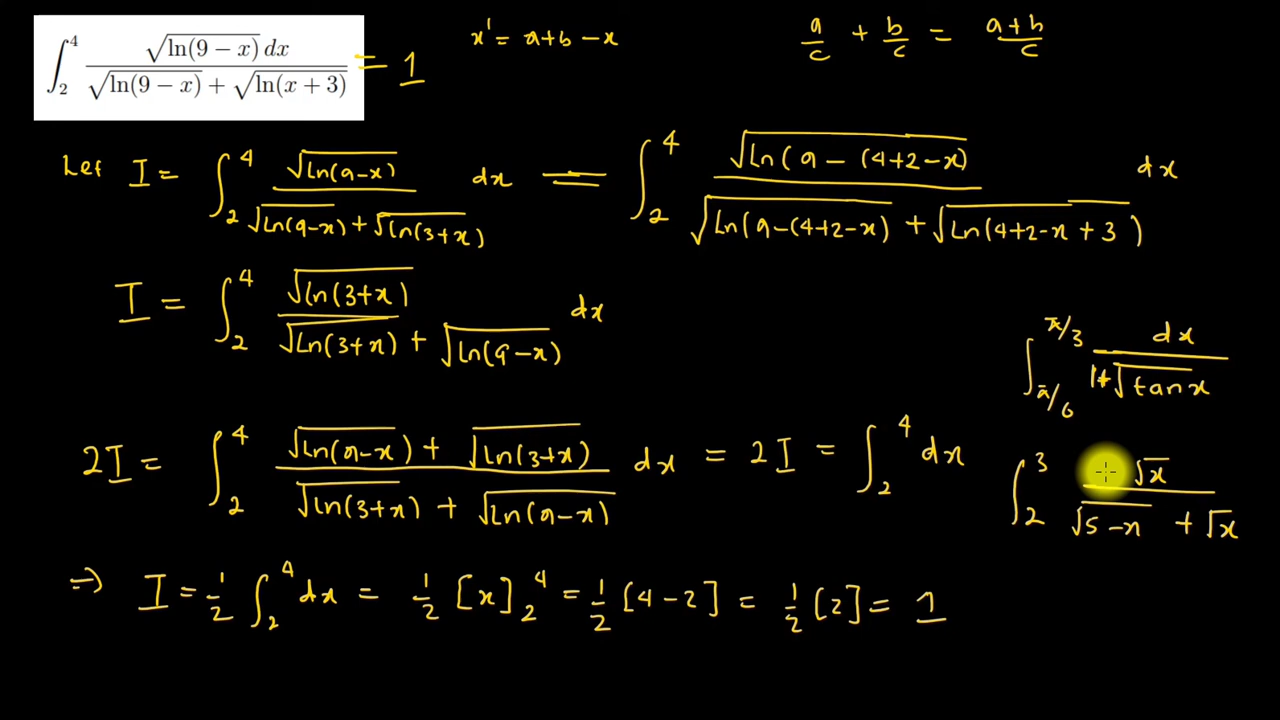 ∫₂⁴ √(ln(9 − x)) dx / (√(ln(9 − x)) + √(ln(x + 3))) = 1
x' = a+b −x
a/c + b/c = (a+b)/c
Let I = ∫₂⁴ √(ln(9−x)) / (√(ln(9−x)) + √(ln(3+x))) dx = ∫₂⁴ √(ln(9 − (4+2−x)) / (√(ln(9−(4+2−x)) + √(ln(4+2−x+3))) dx
I = ∫₂⁴ √(ln(3+x)) / (√(ln(3+x)) + √(ln(9−x))) dx
∫_{π/6}^{π/3} dx / (1+√(tanx))
2I = ∫₂⁴ (√(ln(9−x)) + √(ln(3+x))) / (√(ln(3+x)) + √(ln(9−x))) dx = 2I = ∫₂⁴ dx
∫₂³ √x / (√(5−x) + √x)
⇒ I = 1/2 ∫₂⁴ dx = 1/2 [x]₂⁴ = 1/2 [4−2] = 1/2 [2] = 1